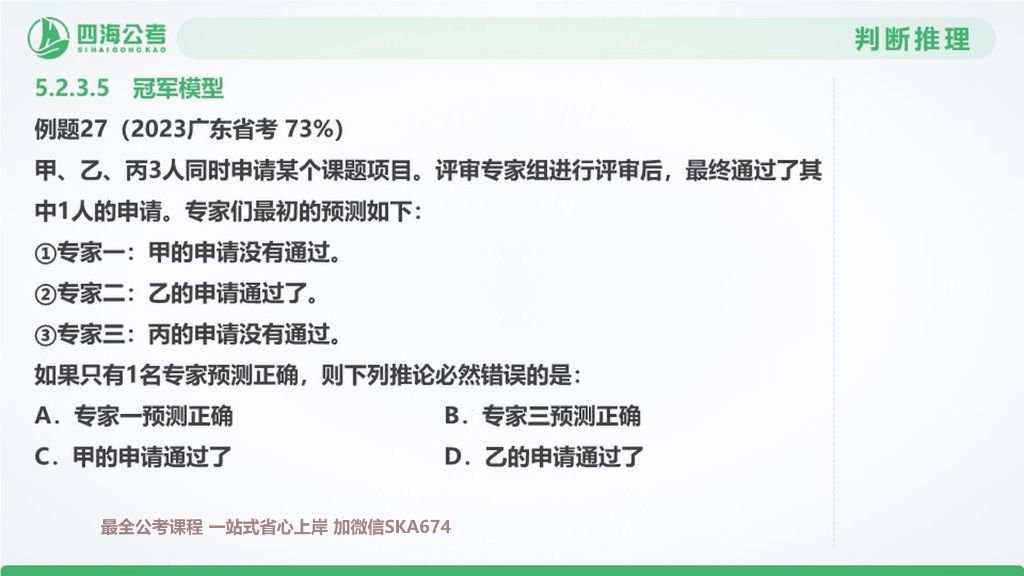 四海公考
SIHAIGONGKAO
判断推理
5.2.3.5 冠军模型
例题27（2023广东省考 73%）
甲、乙、丙3人同时申请某个课题项目。评审专家组进行评审后，最终通过了其
中1人的申请。专家们最初的预测如下：
①专家一：甲的申请没有通过。
②专家二：乙的申请通过了。
③专家三：丙的申请没有通过。
如果只有1名专家预测正确，则下列推论必然错误的是：
A．专家一预测正确 B．专家三预测正确
C．甲的申请通过了 D．乙的申请通过了
最全公考课程 一站式省心上岸 加微信SKA674